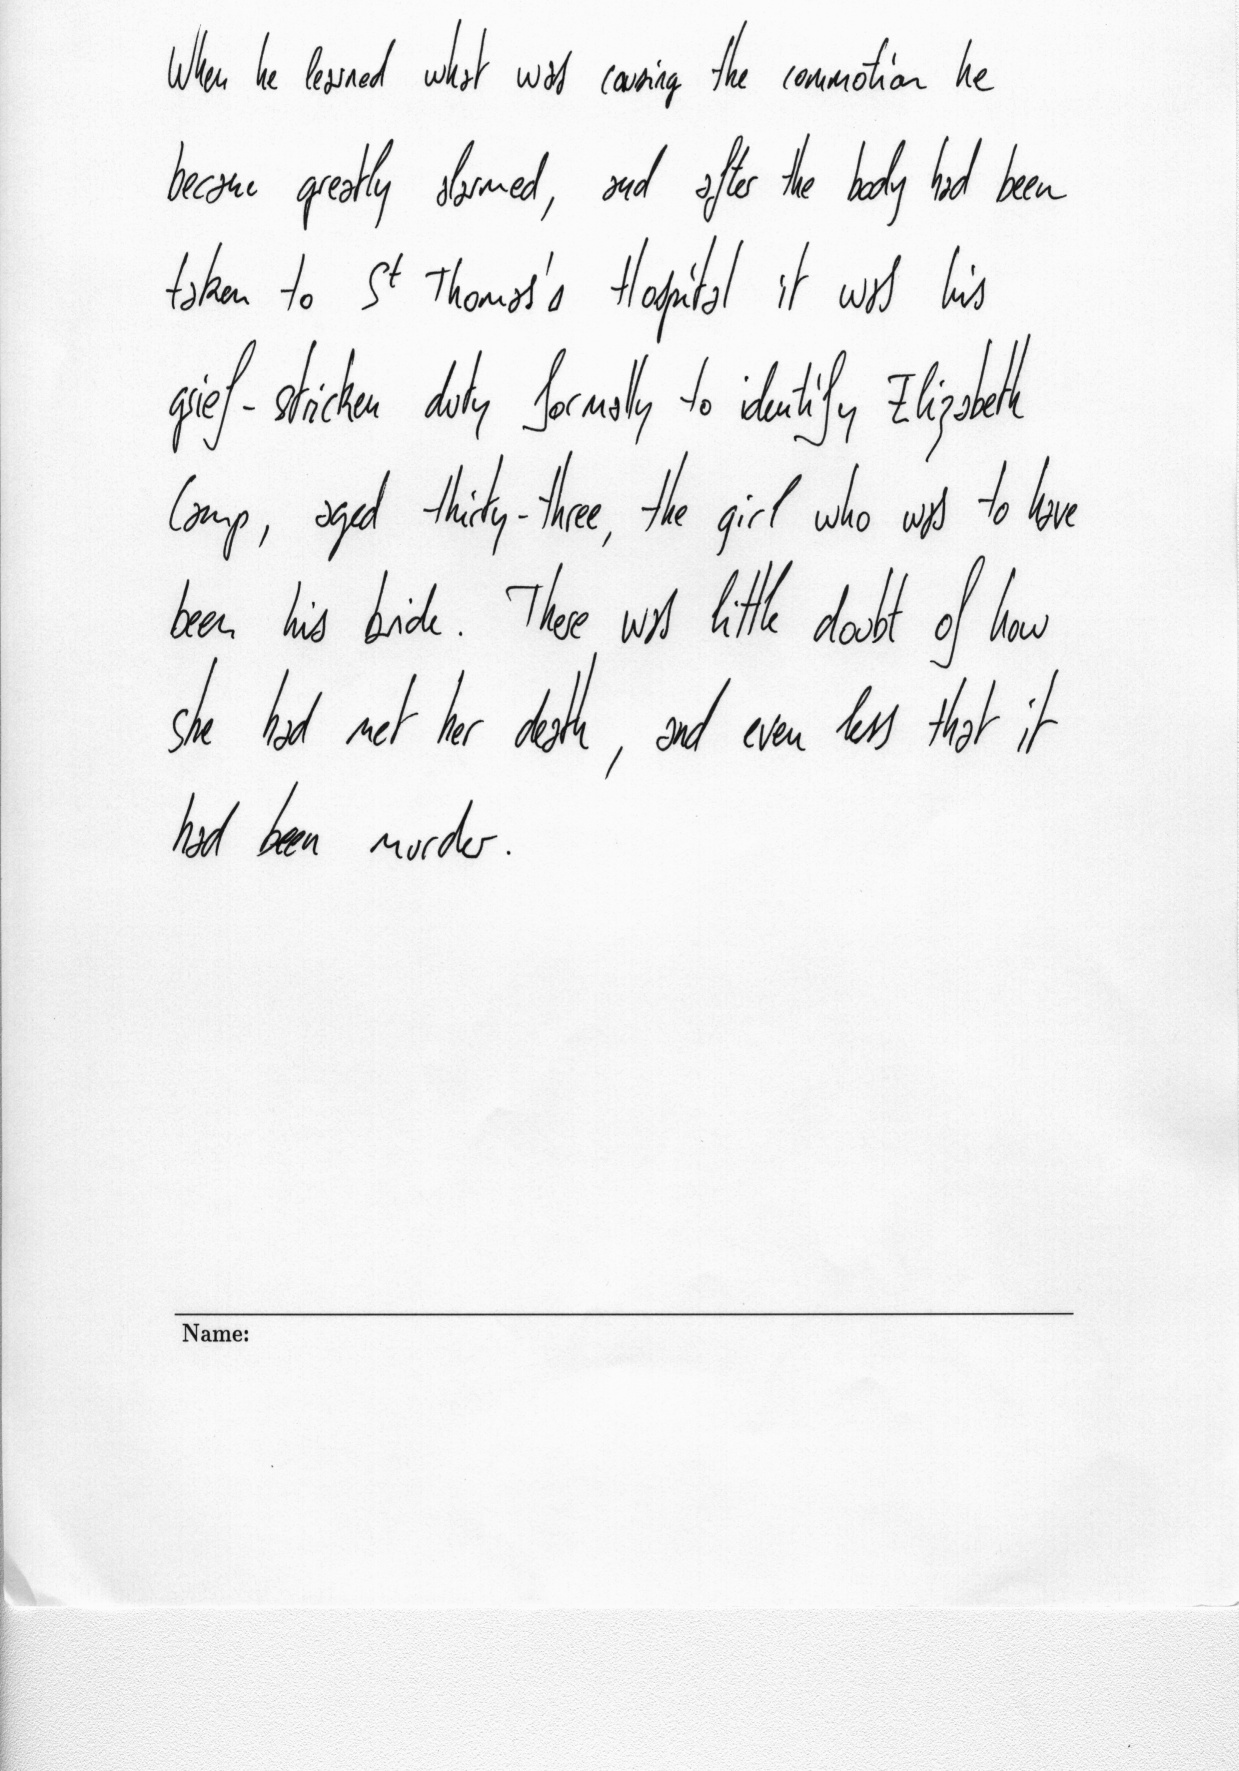 When he learned what was causing the commotion he
became greatly alarmed, and after the body had been
taken to St Thomas's Hospital it was his
grief-stricken duty formally to identify Elizabeth
Camp, aged thirty-three, the girl who was to have
been his bride. There was little doubt of how
she had met her death, and even less that it
had been murder.
Name: